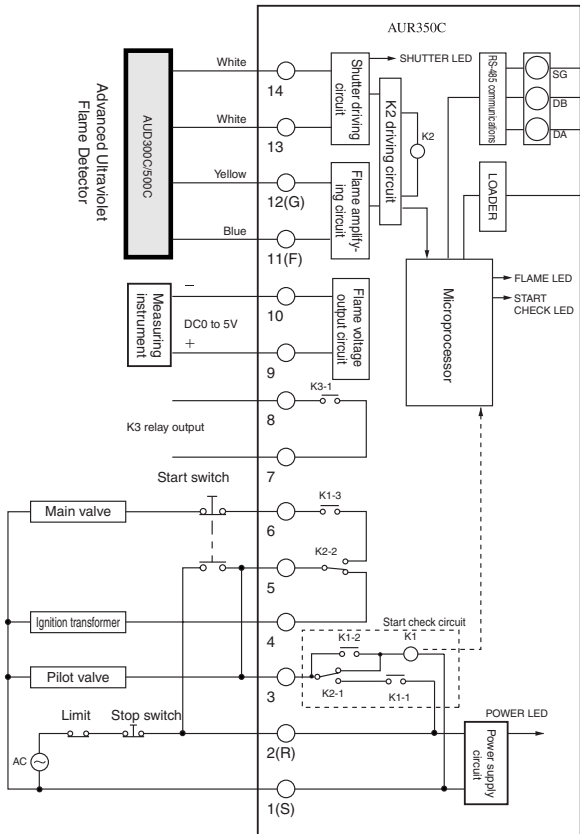 AUR350C
White
SHUTTER LED
14
White
13
Yellow
12(G)
Blue
11(F)
Advanced Ultraviolet
Flame Detector
AUD300C/500C
Shutter driving
circuit
K2 driving circuit
K2
Flame amplify-
ing circuit
RS-485 communications
SG
DB
DA
LOADER
Microprocessor
FLAME LED
START
CHECK LED
Measuring
instrument
−
DC0 to 5V
+
10
9
Flame voltage
output circuit
K3-1
8
K3 relay output
7
Start switch
Main valve
K1-3
6
K2-2
5
Ignition transformer
4
Start check circuit
K1-2
K1
Pilot valve
3
K2-1
K1-1
Limit
Stop switch
POWER LED
2(R)
AC
Power supply
circuit
1(S)